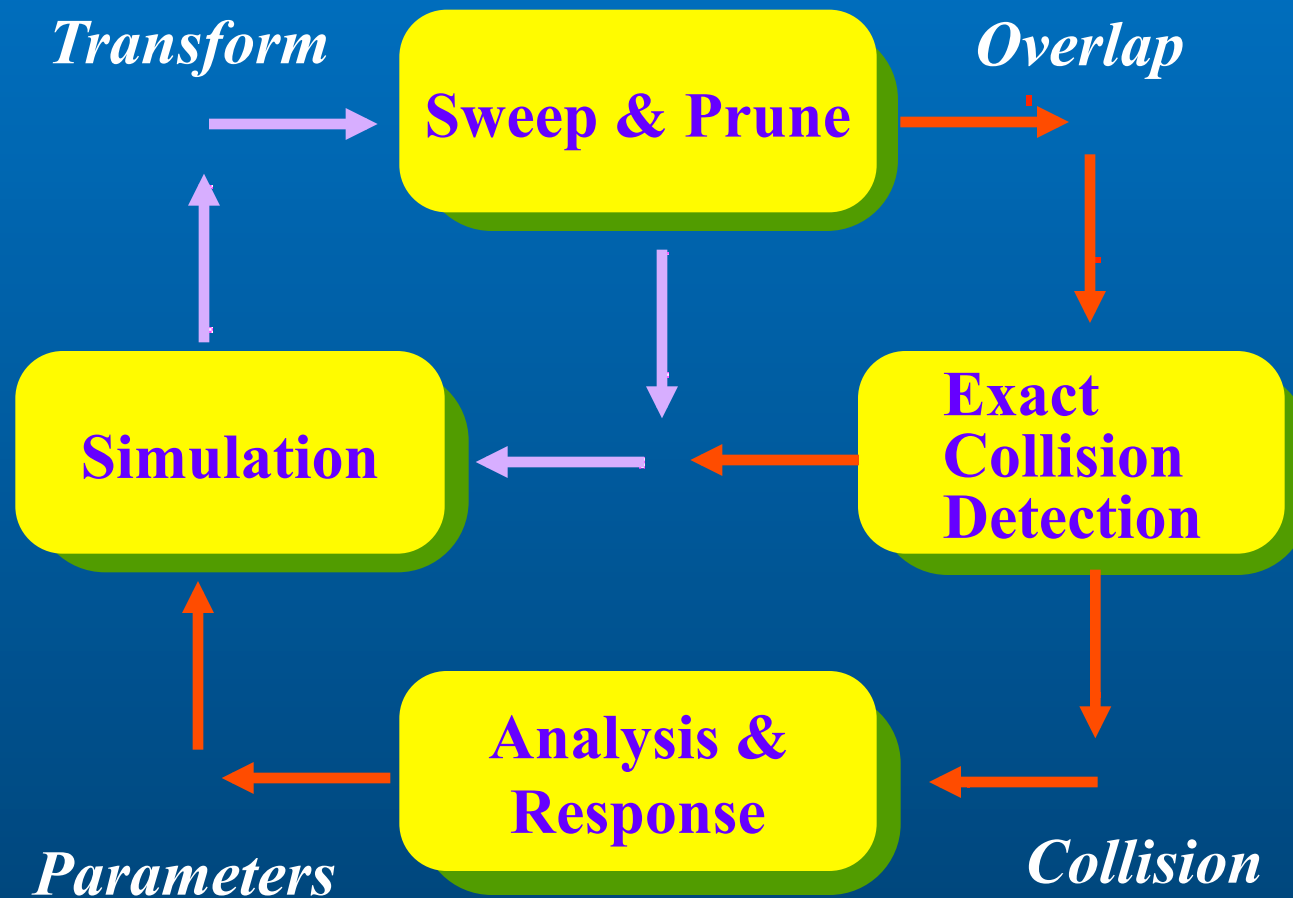 Transform
Overlap
Sweep & Prune
Simulation
Exact
Collision
Detection
Analysis &
Response
Parameters
Collision